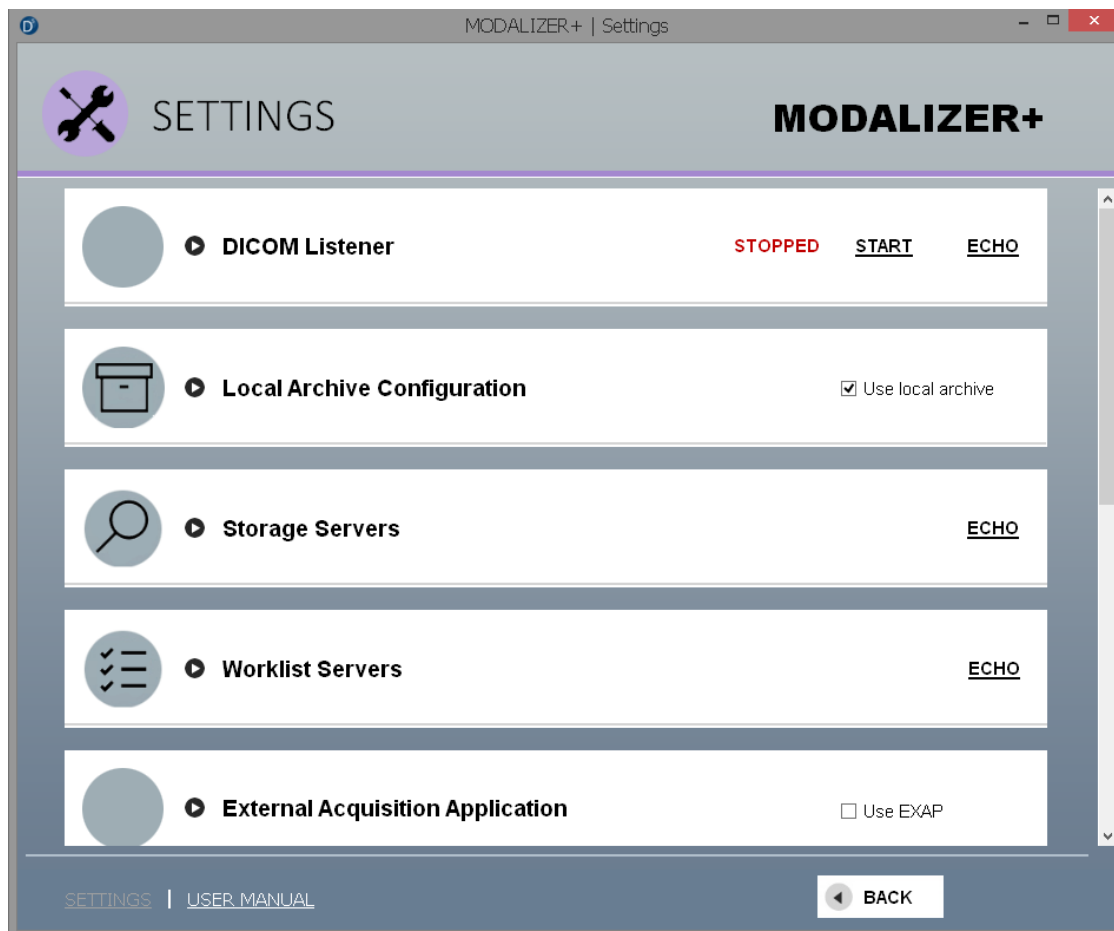 MODALIZER+ | Settings
SETTINGS
MODALIZER+
DICOM Listener STOPPED START ECHO
Local Archive Configuration Use local archive
Storage Servers ECHO
Worklist Servers ECHO
External Acquisition Application Use EXAP
SETTINGS | USER MANUAL BACK